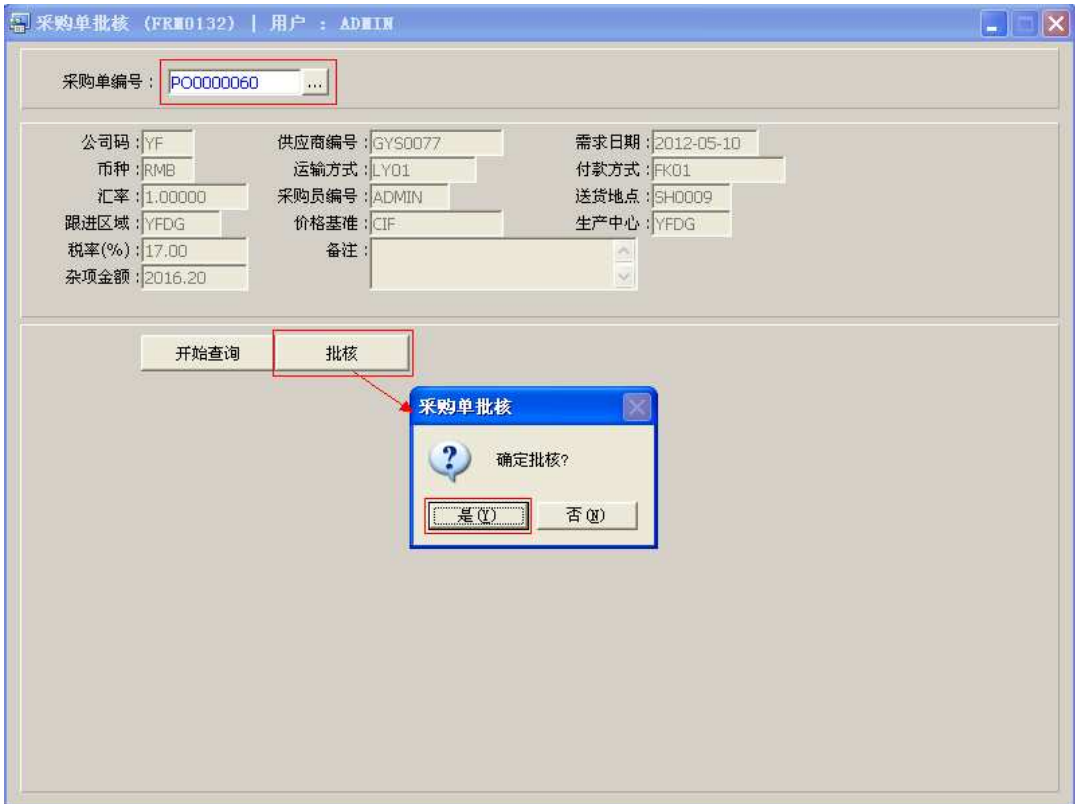 采购单批核 (FRM0132) | 用户 : ADMIN
采购单编号: PO0000060 ...
公司码: YF 供应商编号: GYS0077 需求日期: 2012-05-10
币种: RMB 运输方式: LY01 付款方式: FK01
汇率: 1.00000 采购员编号: ADMIN 送货地点: SH0009
跟进区域: YFDG 价格基准: CIF 生产中心: YFDG
税率(%): 17.00 备注:
杂项金额: 2016.20
开始查询 批核
采购单批核
确定批核?
是(Y) 否(N)